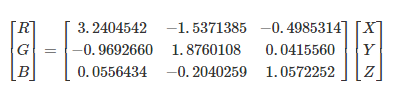 [R] [3.2404542 −1.5371385 −0.4985314] [X]
[G] = [−0.9692660 1.8760108 0.0415560] [Y]
[B] [0.0556434 −0.2040259 1.0572252] [Z]